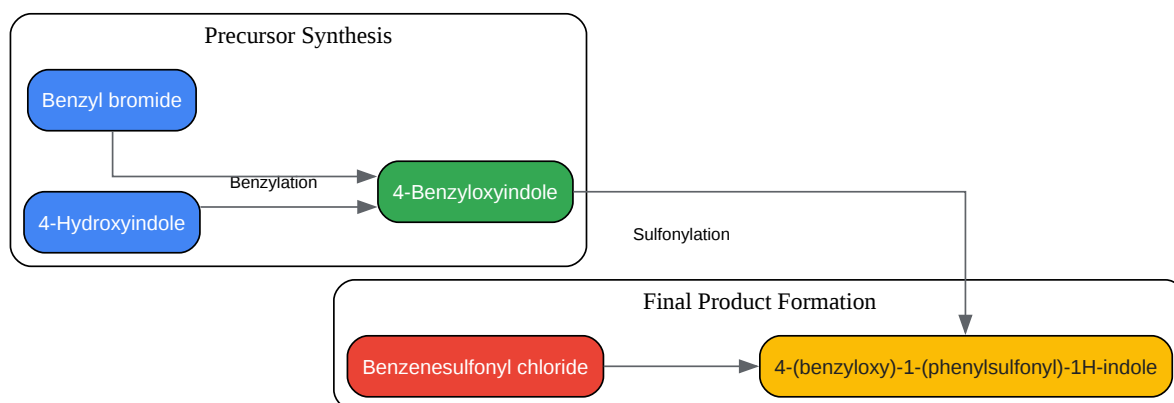 Precursor Synthesis
Benzyl bromide
Benzylation
4-Hydroxyindole
4-Benzyloxyindole
Sulfonylation
Final Product Formation
Benzenesulfonyl chloride
4-(benzyloxy)-1-(phenylsulfonyl)-1H-indole